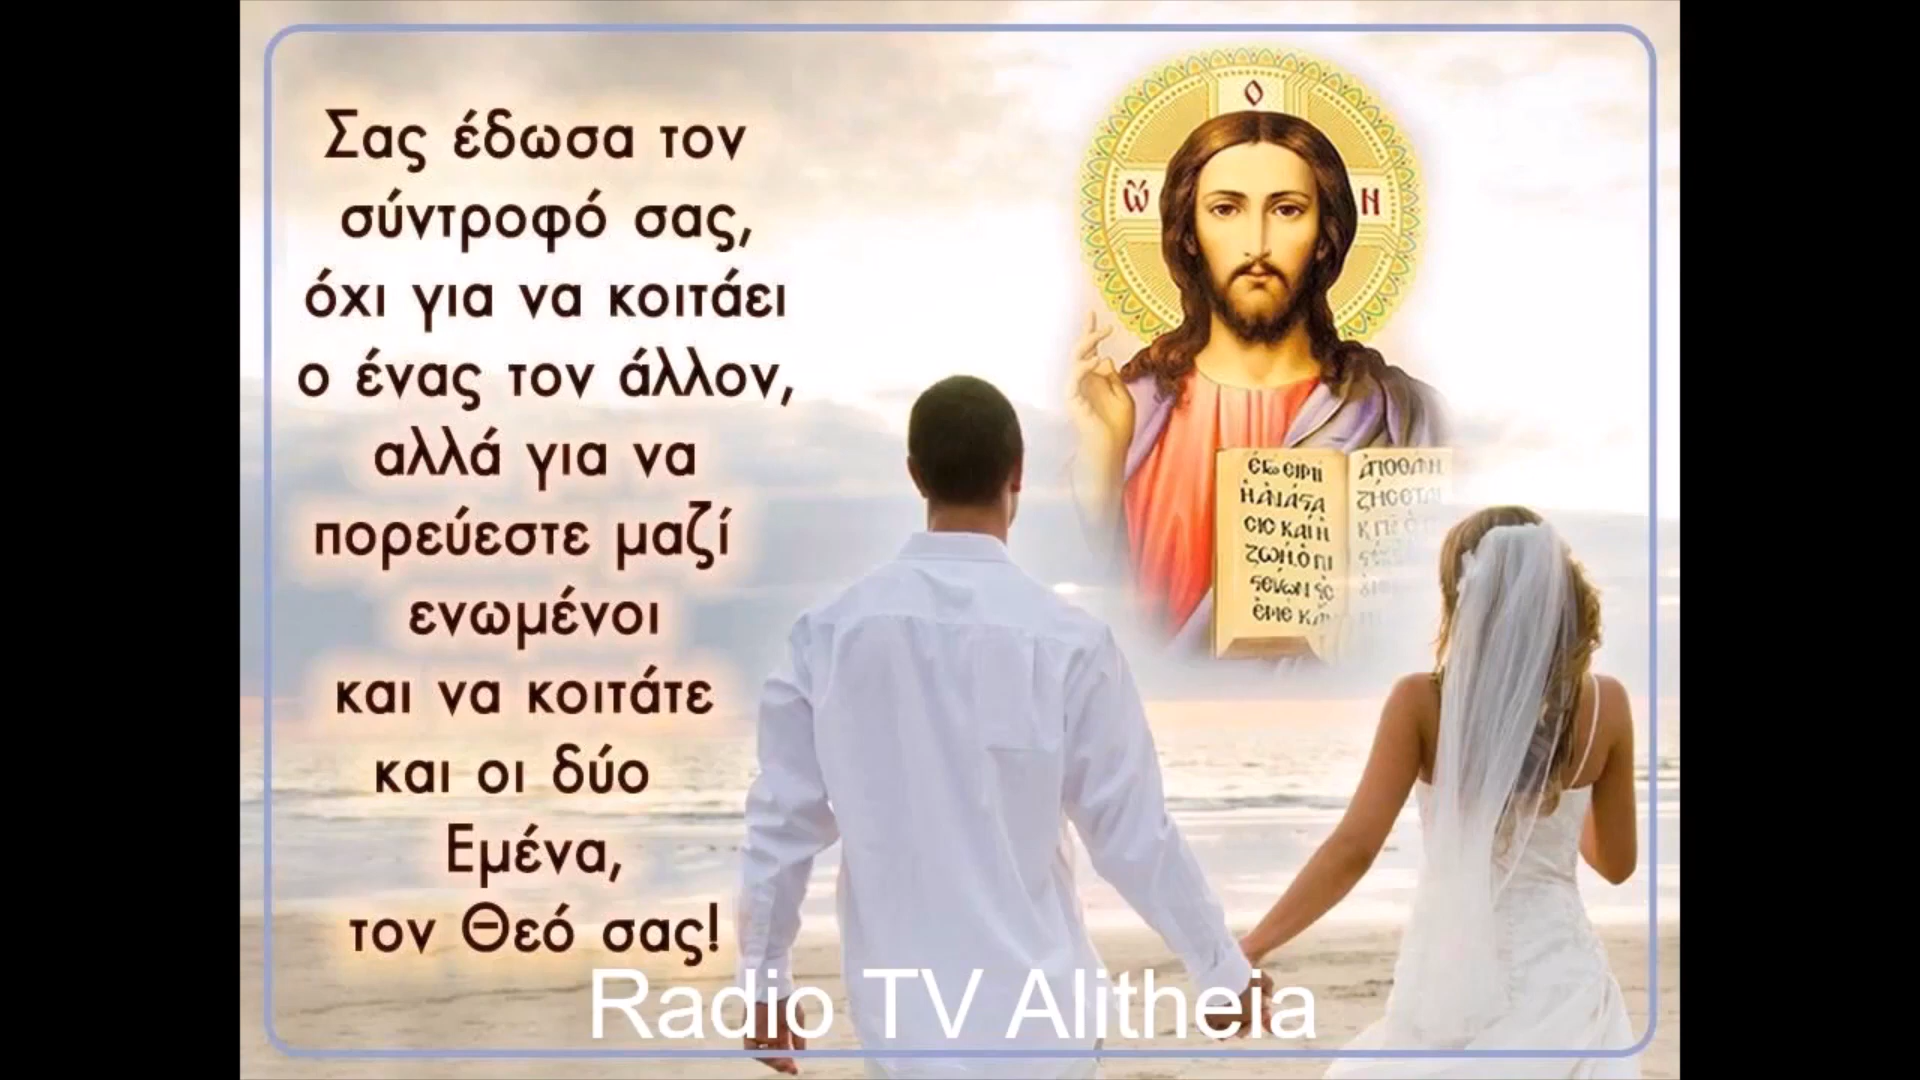 Σας έδωσα τον
σύντροφό σας,
όχι για να κοιτάει
ο ένας τον άλλον,
αλλά για να
πορεύεστε μαζί
ενωμένοι
και να κοιτάτε
και οι δύο
Εμένα,
τον Θεό σας!
Ο
Ὤ Ν
Radio TV Alitheia